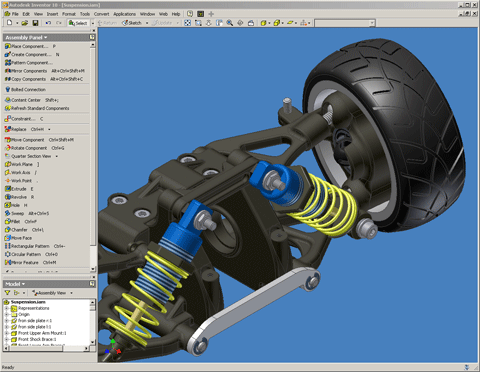 Autodesk Inventor 10 - [Suspension.iam]
File Edit View Insert Format Tools Convert Applications Window Web Help
Select Return Sketch Update
Assembly Panel
Place Component... P
Create Component... N
Pattern Component...
Mirror Components Alt+Ctrl+Shift+M
Copy Components Alt+Ctrl+Shift+C
Bolted Connection
Content Center Shift+c
Refresh Standard Components
Constraint... C
Replace Ctrl+H
Move Component Ctrl+Shift+M
Rotate Component Ctrl+G
Quarter Section View
Work Plane ]
Work Axis /
Work Point .
Extrude E
Revolve R
Hole H
Sweep Alt+Ctrl+S
Fillet Ctrl+F
Chamfer Ctrl+L
Move Face
Rectangular Pattern Ctrl+-
Circular Pattern Ctrl+O
Mirror Feature Ctrl+M
Model
Assembly View
Suspension.iam
Representations
Origin
fron side plate r:1
fron side plate l:1
Front Upper Arm Mount:1
Front Shock Brace:1
Ready